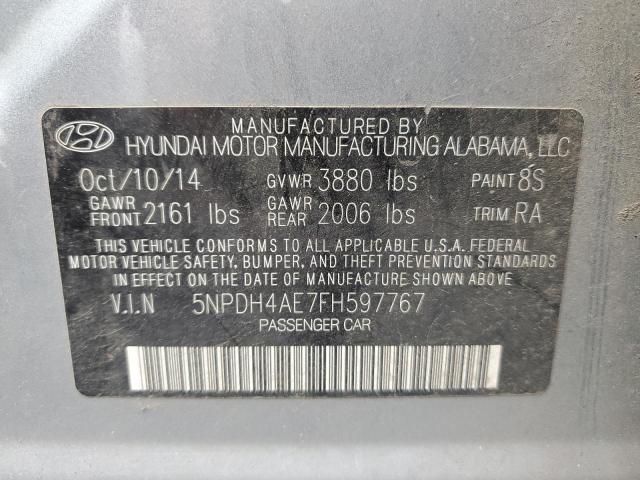 MANUFACTURED BY
HYUNDAI MOTOR MANUFACTURING ALABAMA, LLC
Oct/10/14 GVWR 3880 lbs PAINT 8S
GAWR FRONT 2161 lbs GAWR REAR 2006 lbs TRIM RA
THIS VEHICLE CONFORMS TO ALL APPLICABLE U.S.A. FEDERAL
MOTOR VEHICLE SAFETY, BUMPER, AND THEFT PREVENTION STANDARDS
IN EFFECT ON THE DATE OF MANUFACTURE SHOWN ABOVE
V.I.N 5NPDH4AE7FH597767
PASSENGER CAR